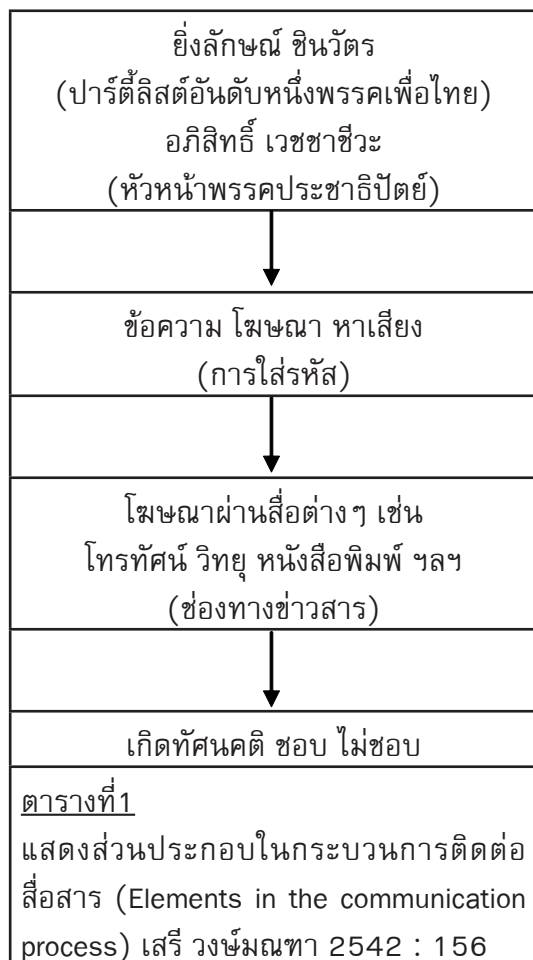 ยิ่งลักษณ์ ชินวัตร
(ปาร์ตี้ลิสต์อันดับหนึ่งพรรคเพื่อไทย)
อภิสิทธิ์ เวชชาชีวะ
(หัวหน้าพรรคประชาธิปัตย์)
ข้อความ โฆษณา หาเสียง
(การใส่รหัส)
โฆษณาผ่านสื่อต่างๆ เช่น
โทรทัศน์ วิทยุ หนังสือพิมพ์ ฯลฯ
(ช่องทางข่าวสาร)
เกิดทัศนคติ ชอบ ไม่ชอบ
ตารางที่1
แสดงส่วนประกอบในกระบวนการติดต่อ
สื่อสาร (Elements in the communication
process) เสรี วงษ์มณฑา 2542 : 156